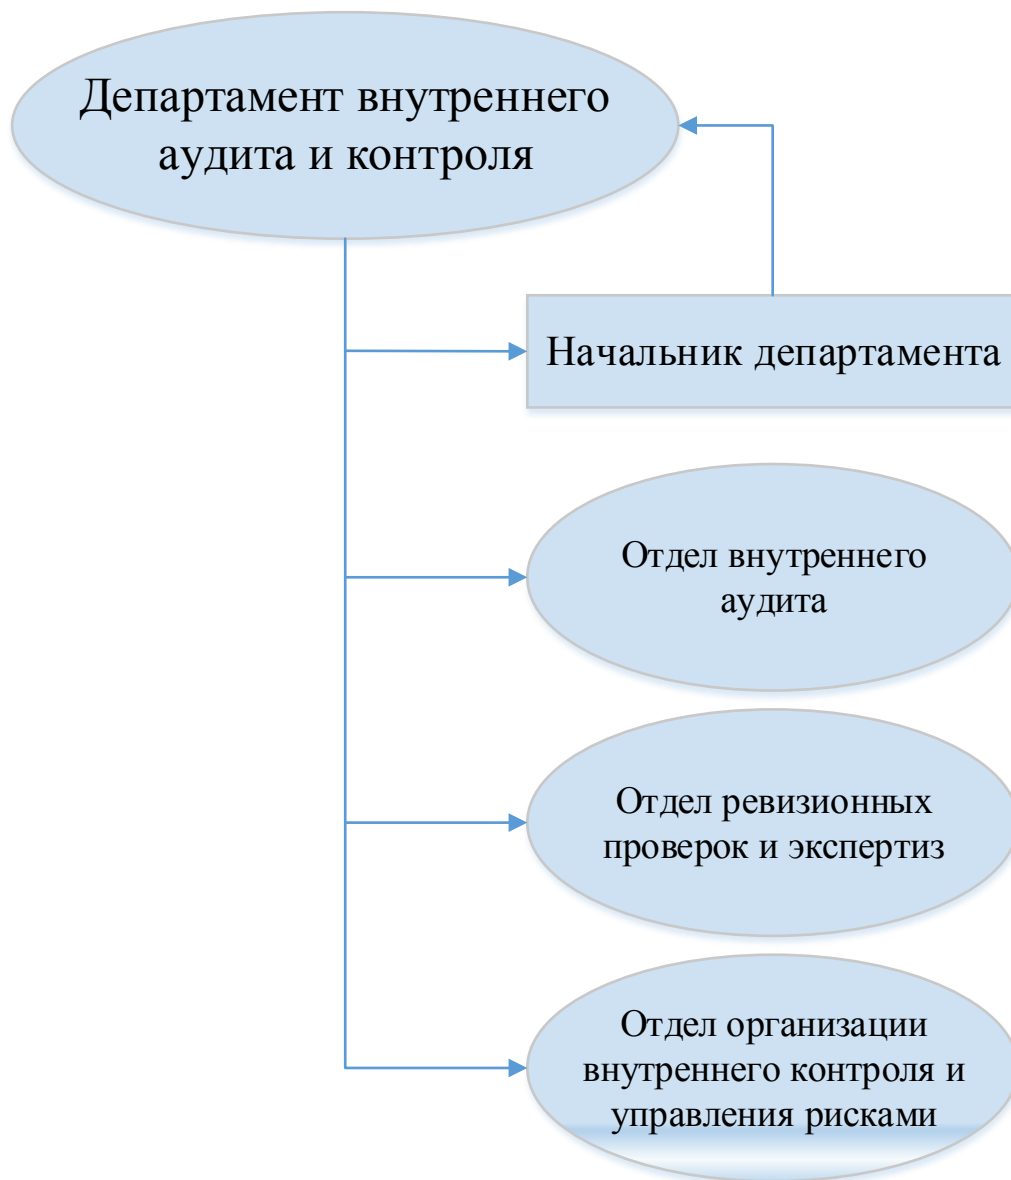 Департамент внутреннего
аудита и контроля
Начальник департамента
Отдел внутреннего
аудита
Отдел ревизионных
проверок и экспертиз
Отдел организации
внутреннего контроля и
управления рисками